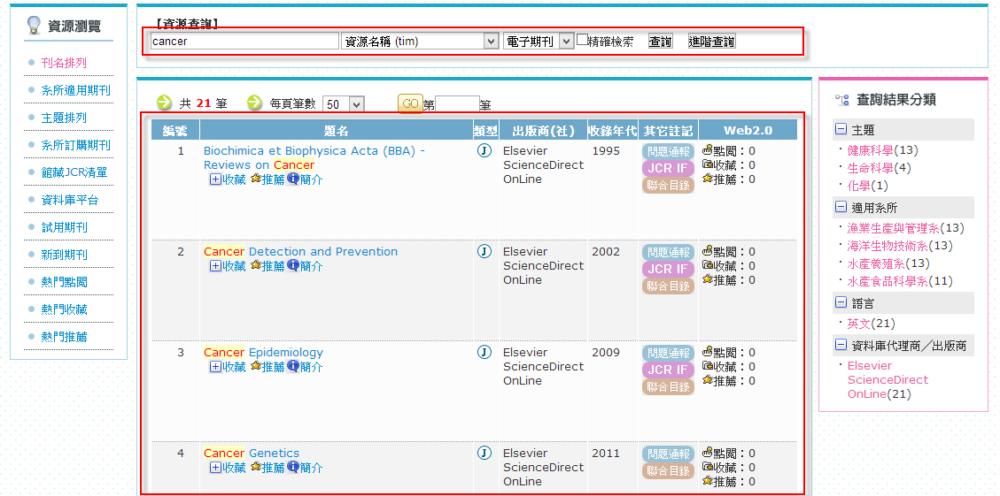 資源瀏覽
刊名排列
系所適用期刊
主題排列
系所訂購期刊
館藏JCR清單
資料庫平台
試用期刊
新到期刊
熱門點閱
熱門收藏
熱門推薦
【資源查詢】
cancer 資源名稱 (tim) 電子期刊 精確檢索 查詢 進階查詢
共 21 筆 每頁筆數 50 GO 第 筆
編號 題名 類型 出版商(社) 收錄年代 其它註記 Web2.0
1 Biochimica et Biophysica Acta (BBA) - J Elsevier 1995 問題通報 點閱：0
Reviews on Cancer ScienceDirect JCR IF 收藏：0
收藏 推薦 簡介 OnLine 聯合目錄 推薦：0
2 Cancer Detection and Prevention J Elsevier 2002 問題通報 點閱：0
收藏 推薦 簡介 ScienceDirect JCR IF 收藏：0
OnLine 聯合目錄 推薦：0
3 Cancer Epidemiology J Elsevier 2009 問題通報 點閱：0
收藏 推薦 簡介 ScienceDirect JCR IF 收藏：0
OnLine 聯合目錄 推薦：0
4 Cancer Genetics J Elsevier 2011 問題通報 點閱：0
收藏 推薦 簡介 ScienceDirect 聯合目錄 收藏：0
OnLine 推薦：0
查詢結果分類
主題
健康科學(13)
生命科學(4)
化學(1)
適用系所
漁業生產與管理系(13)
海洋生物技術系(13)
水產養殖系(13)
水產食品科學系(11)
語言
英文(21)
資料庫代理商／出版商
Elsevier
ScienceDirect
OnLine(21)